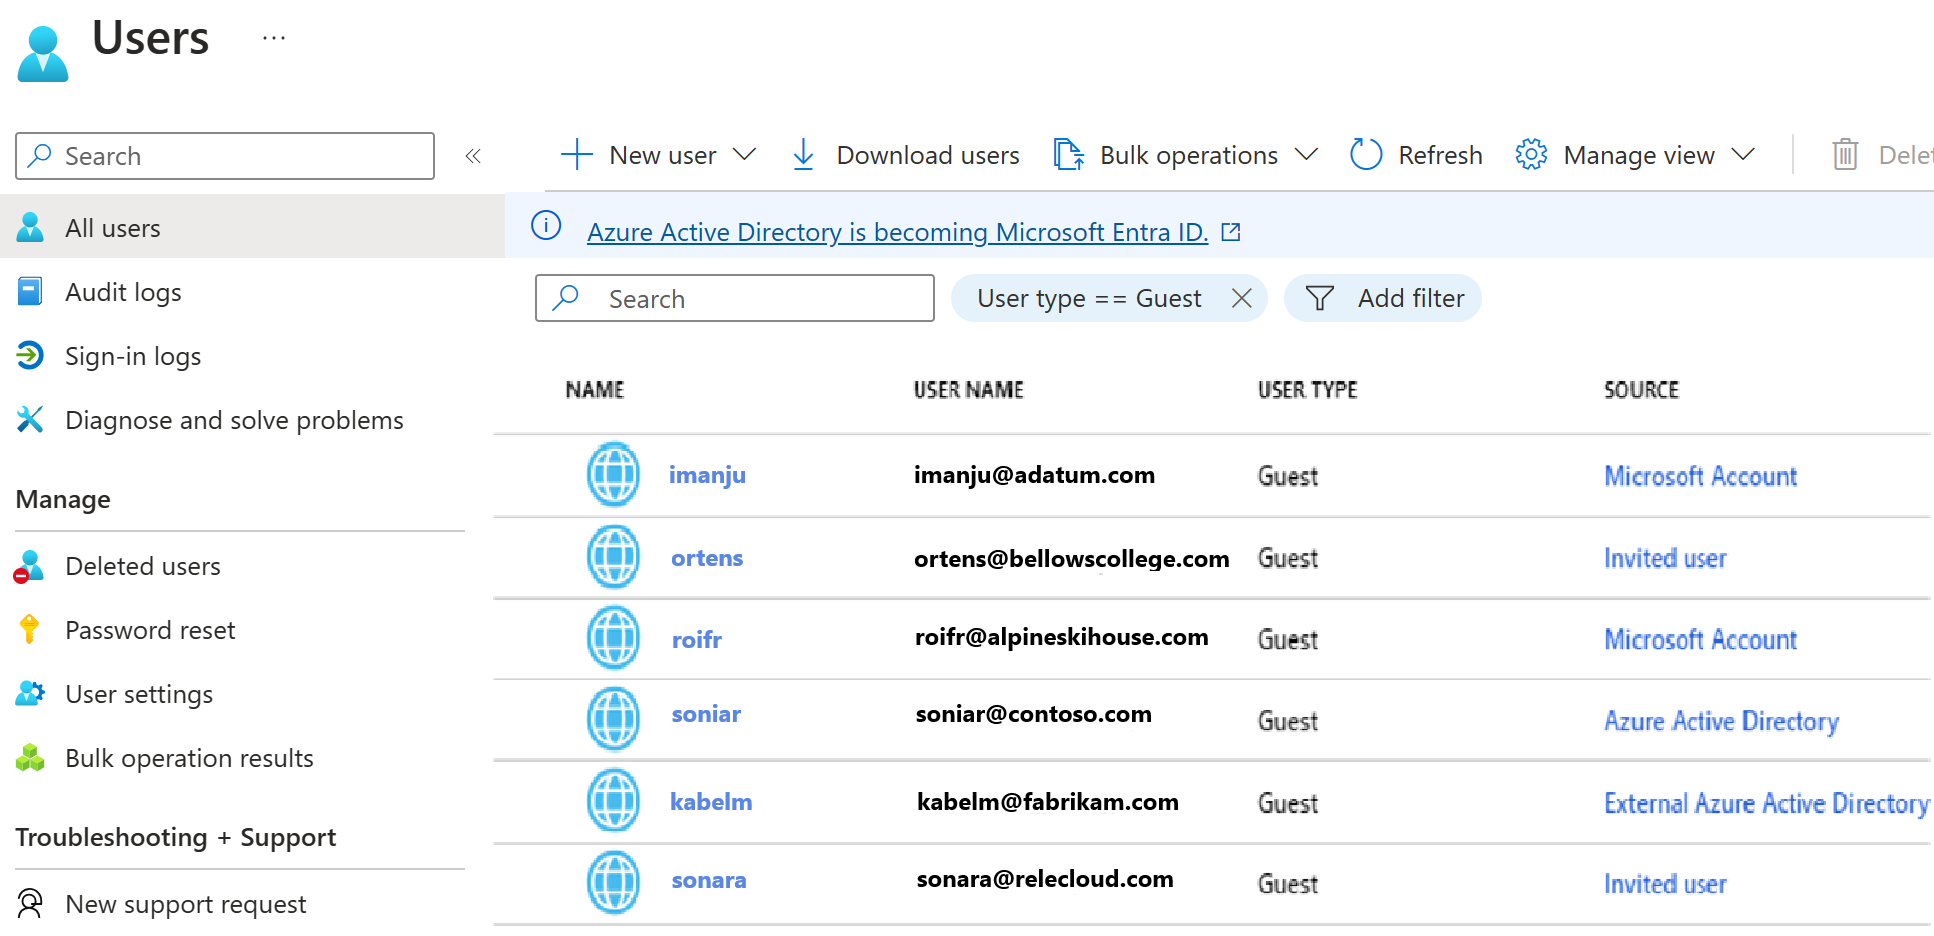 Users ...
Search
All users
Audit logs
Sign-in logs
Diagnose and solve problems
Manage
Deleted users
Password reset
User settings
Bulk operation results
Troubleshooting + Support
New support request
New user Download users Bulk operations Refresh Manage view Delet
Azure Active Directory is becoming Microsoft Entra ID.
Search User type == Guest Add filter
NAME USER NAME USER TYPE SOURCE
imanju imanju@adatum.com Guest Microsoft Account
ortens ortens@bellowscollege.com Guest Invited user
roifr roifr@alpineskihouse.com Guest Microsoft Account
soniar soniar@contoso.com Guest Azure Active Directory
kabelm kabelm@fabrikam.com Guest External Azure Active Directory
sonara sonara@relecloud.com Guest Invited user